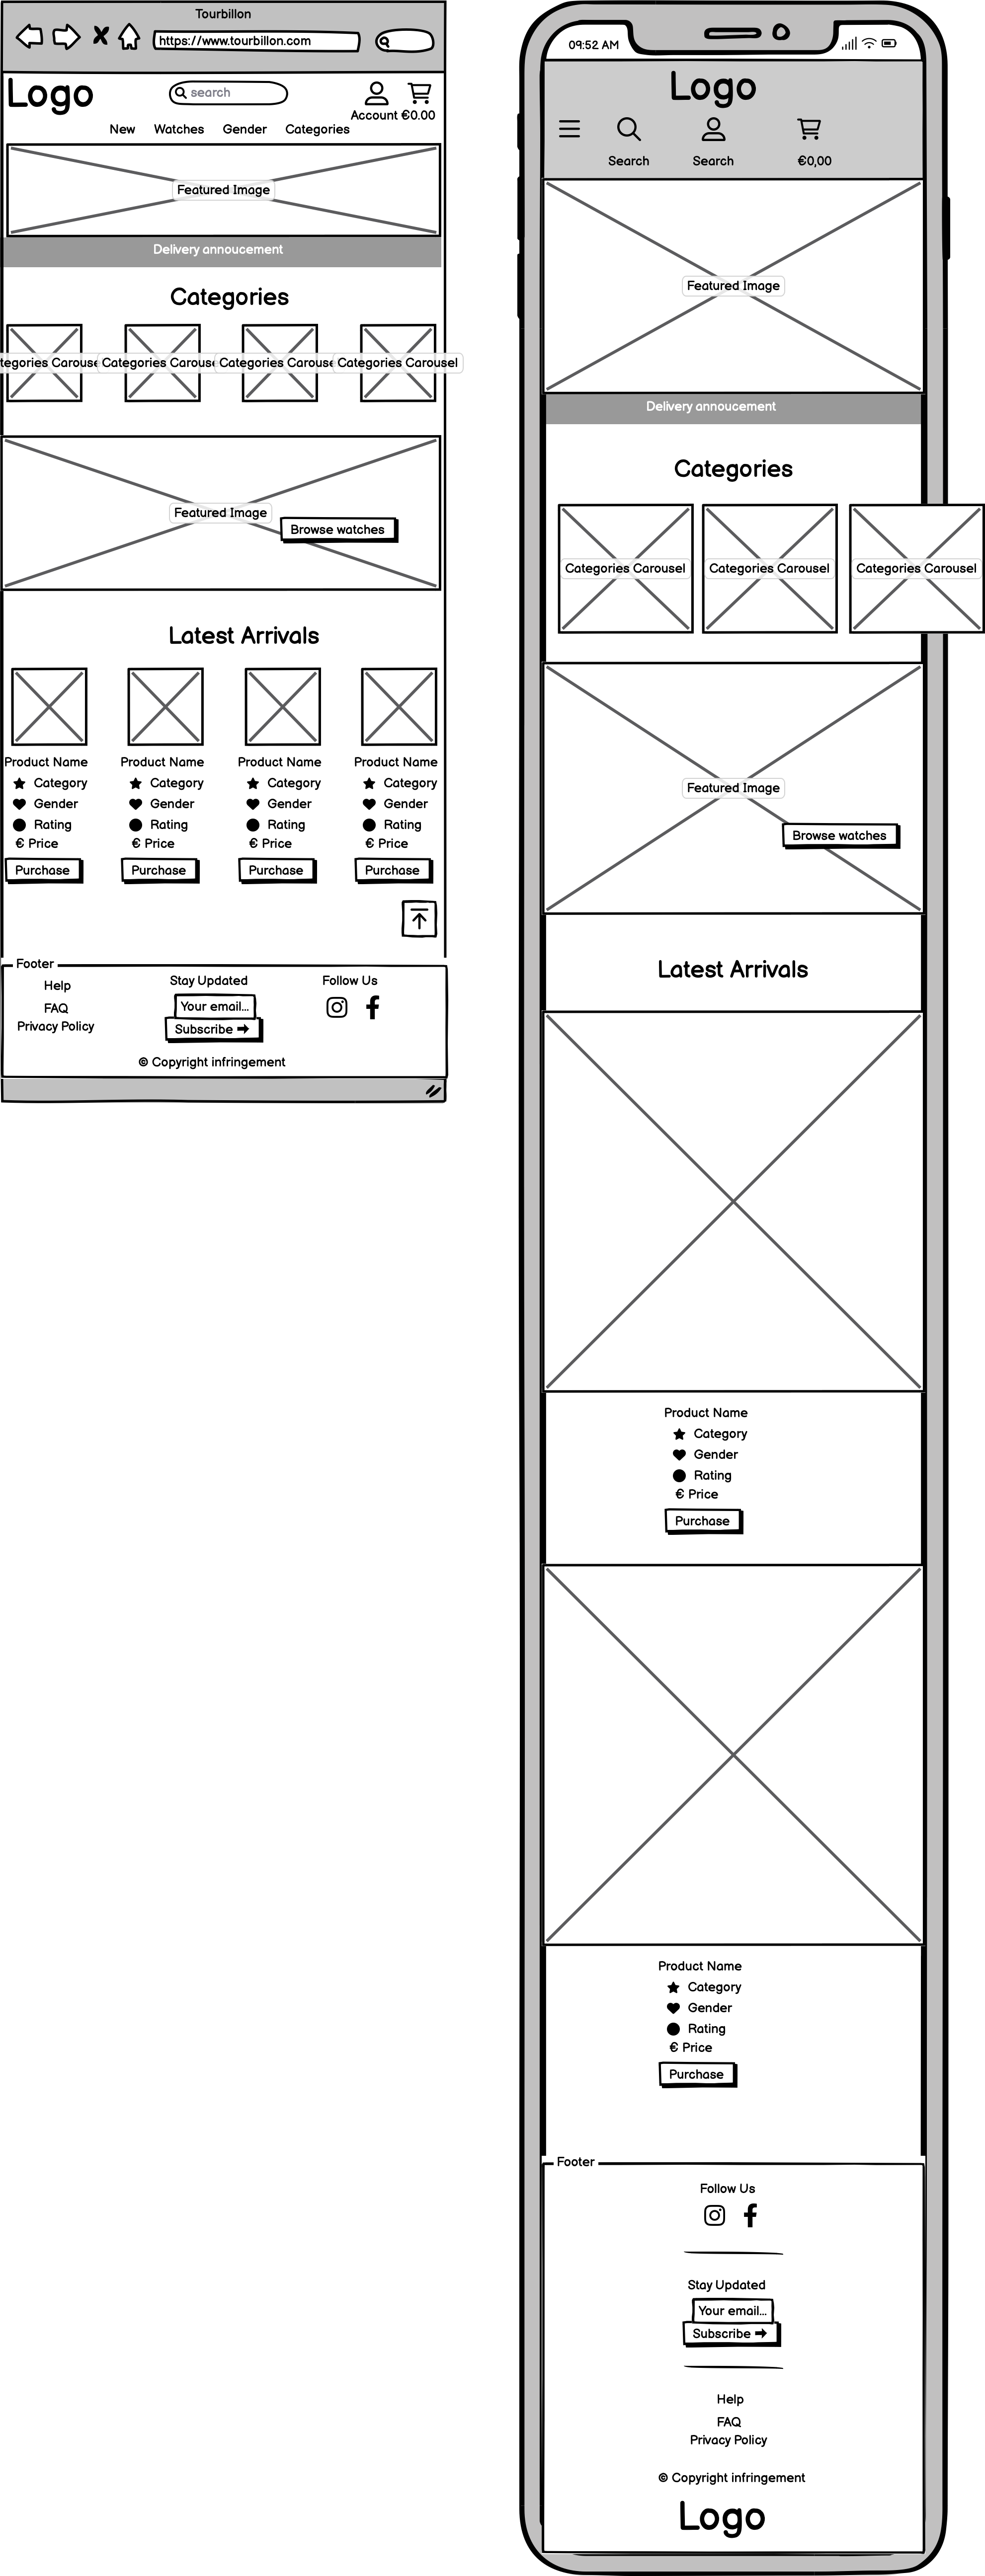 Tourbillon
https://www.tourbillon.com
Logo
search
Account €0.00
New Watches Gender Categories
Featured Image
Delivery annoucement
Categories
tegories Carouse Categories Carouse Categories Carouse Categories Carousel
Featured Image
Browse watches
Latest Arrivals
Product Name Product Name Product Name Product Name
Category Category Category Category
Gender Gender Gender Gender
Rating Rating Rating Rating
€ Price € Price € Price € Price
Purchase Purchase Purchase Purchase
Footer
Help
FAQ
Privacy Policy
Stay Updated
Your email...
Subscribe
Follow Us
© Copyright infringement
09:52 AM
Logo
Search Search €0,00
Featured Image
Delivery annoucement
Categories
Categories Carousel Categories Carousel Categories Carousel
Featured Image
Browse watches
Latest Arrivals
Product Name
Category
Gender
Rating
€ Price
Purchase
Product Name
Category
Gender
Rating
€ Price
Purchase
Footer
Follow Us
Stay Updated
Your email...
Subscribe
Help
FAQ
Privacy Policy
© Copyright infringement
Logo